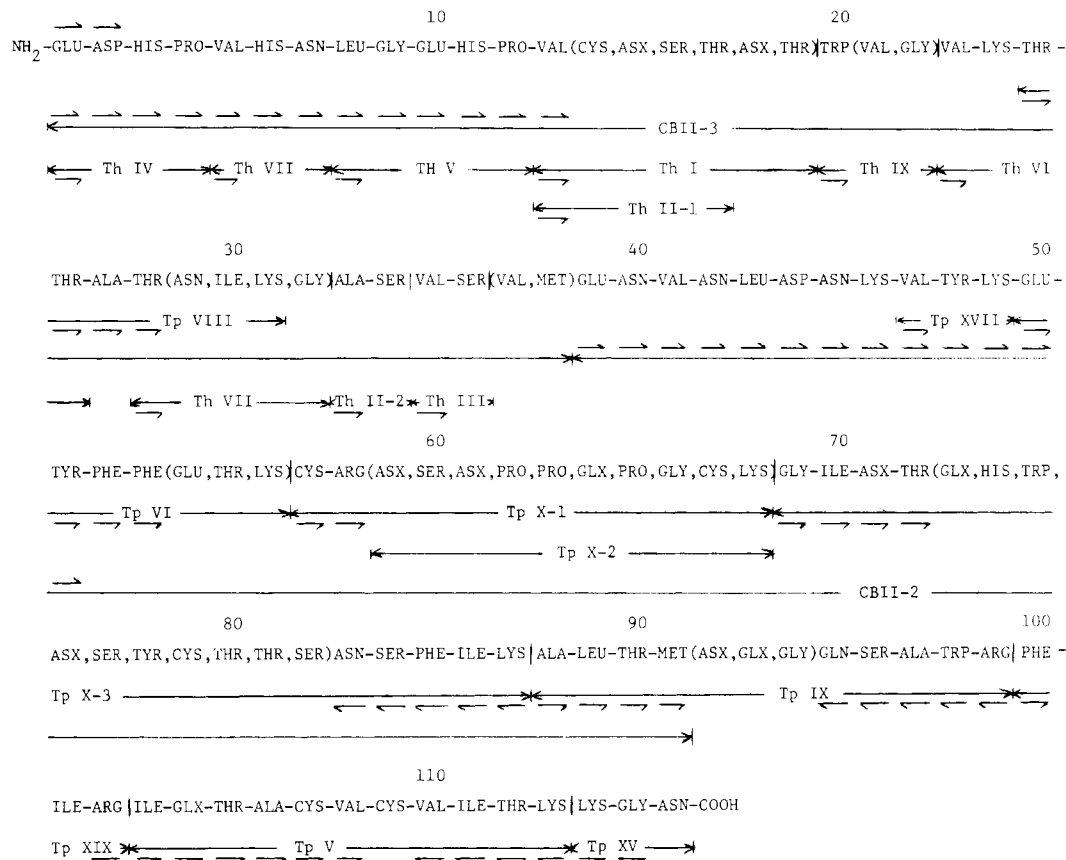 10 20
NH2-GLU-ASP-HIS-PRO-VAL-HIS-ASN-LEU-GLY-GLU-HIS-PRO-VAL(CYS,ASX,SER,THR,ASX,THR)TRP(VAL,GLY)VAL-LYS-THR-
CBII-3
Th IV Th VII TH V Th I Th IX Th VI
Th II-1
30 40 50
THR-ALA-THR(ASN,ILE,LYS,GLY)ALA-SER|VAL-SER(VAL,MET)GLU-ASN-VAL-ASN-LEU-ASP-ASN-LYS-VAL-TYR-LYS-GLU-
Tp VIII Tp XVII
Th VII Th II-2 Th III
60 70
TYR-PHE-PHE(GLU,THR,LYS)CYS-ARG(ASX,SER,ASX,PRO,PRO,GLX,PRO,GLY,CYS,LYS)GLY-ILE-ASX-THR(GLX,HIS,TRP,
Tp VI Tp X-1
Tp X-2
CBII-2
80 90 100
ASX,SER,TYR,CYS,THR,THR,SER)ASN-SER-PHE-ILE-LYS|ALA-LEU-THR-MET(ASX,GLX,GLY)GLN-SER-ALA-TRP-ARG|PHE-
Tp X-3 Tp IX
110
ILE-ARG|ILE-GLX-THR-ALA-CYS-VAL-CYS-VAL-ILE-THR-LYS|LYS-GLY-ASN-COOH
Tp XIX Tp V Tp XV